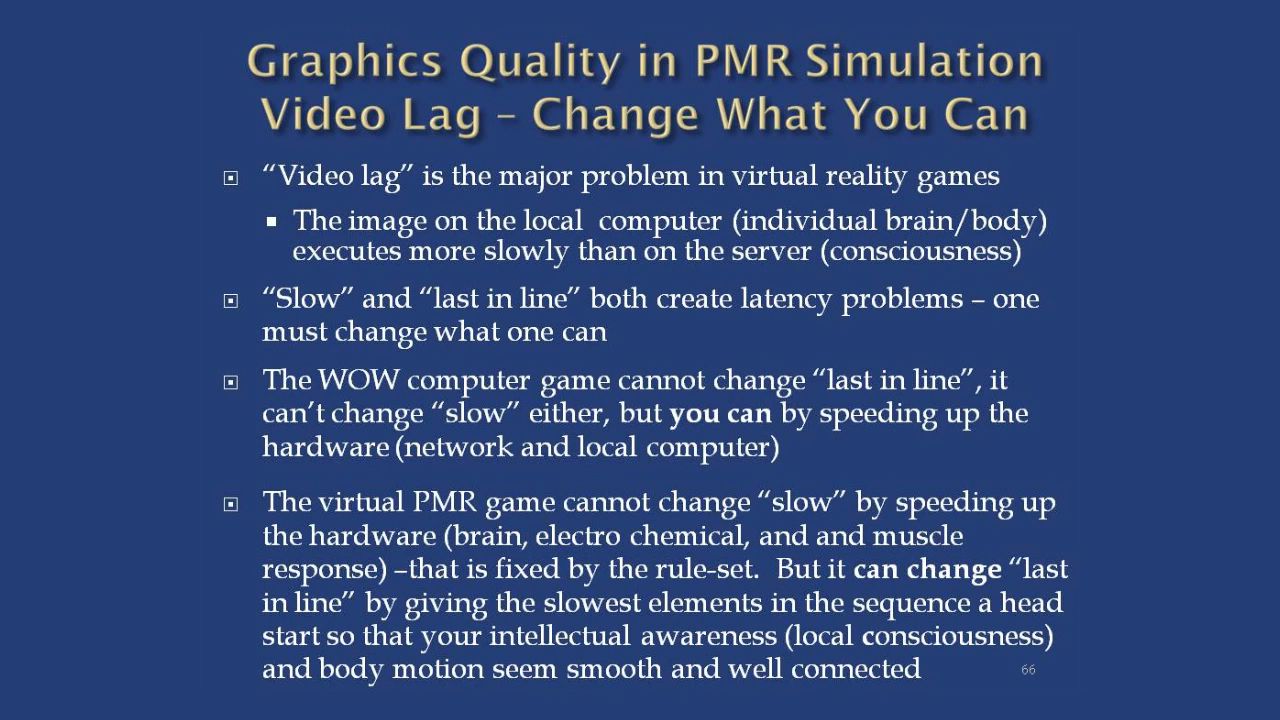 Graphics Quality in PMR Simulation
Video Lag – Change What You Can
“Video lag” is the major problem in virtual reality games
The image on the local computer (individual brain/body)
executes more slowly than on the server (consciousness)
“Slow” and “last in line” both create latency problems – one
must change what one can
The WOW computer game cannot change “last in line”, it
can’t change “slow” either, but you can by speeding up the
hardware (network and local computer)
The virtual PMR game cannot change “slow” by speeding up
the hardware (brain, electro chemical, and and muscle
response) –that is fixed by the rule-set. But it can change “last
in line” by giving the slowest elements in the sequence a head
start so that your intellectual awareness (local consciousness)
and body motion seem smooth and well connected
66